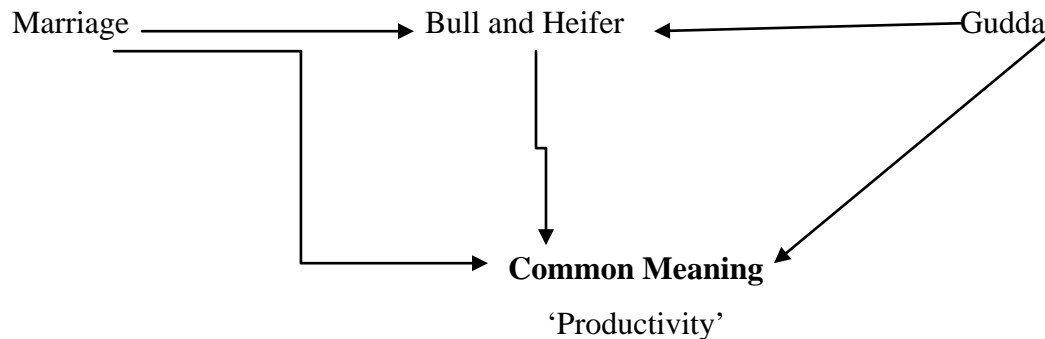 Marriage Bull and Heifer Gudda
Common Meaning
‘Productivity’